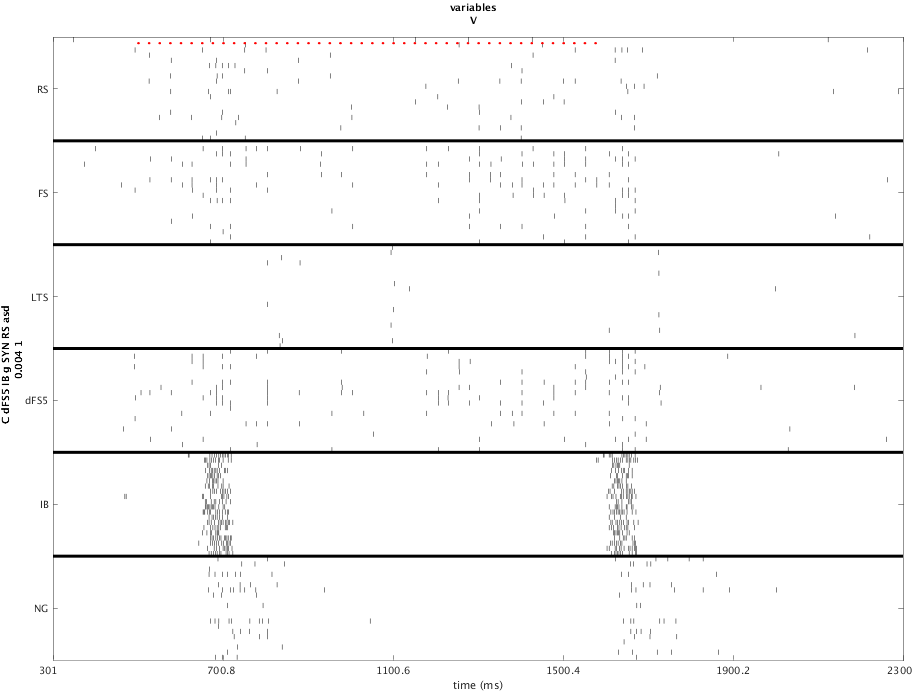 variables
V
RS
FS
LTS
dFS5
IB
NG
C dFS5 IB g SYN RS asd
0.004 1
301
700.8
1100.6
1500.4
1900.2
2300
time (ms)